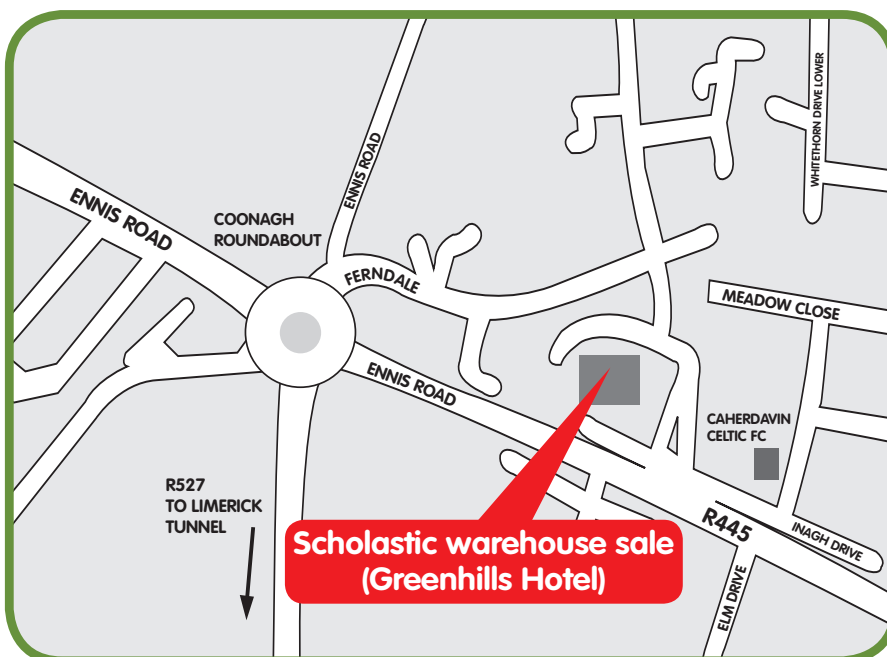 ENNIS ROAD
WHITETHORN DRIVE LOWER
ENNIS ROAD
COONAGH
ROUNDABOUT
FERNDALE
MEADOW CLOSE
ENNIS ROAD
CAHERDAVIN
CELTIC FC
R527
TO LIMERICK
TUNNEL
R445
INAGH DRIVE
Scholastic warehouse sale
(Greenhills Hotel)
ELM DRIVE